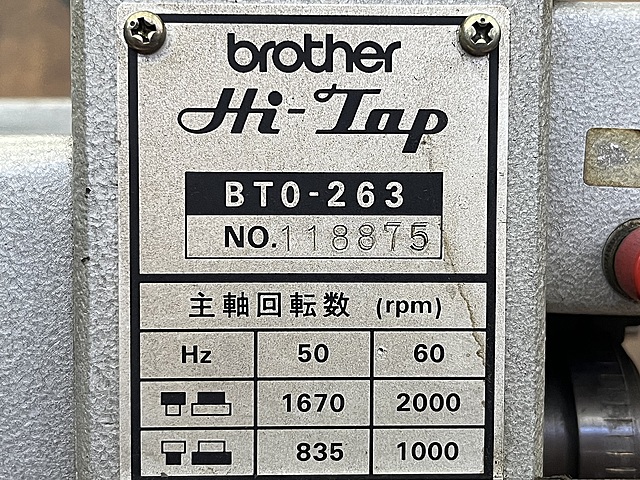 brother
Hi-Tap
BT0-263
NO.118875
主軸回転数 (rpm)
Hz 50 60
1670 2000
835 1000